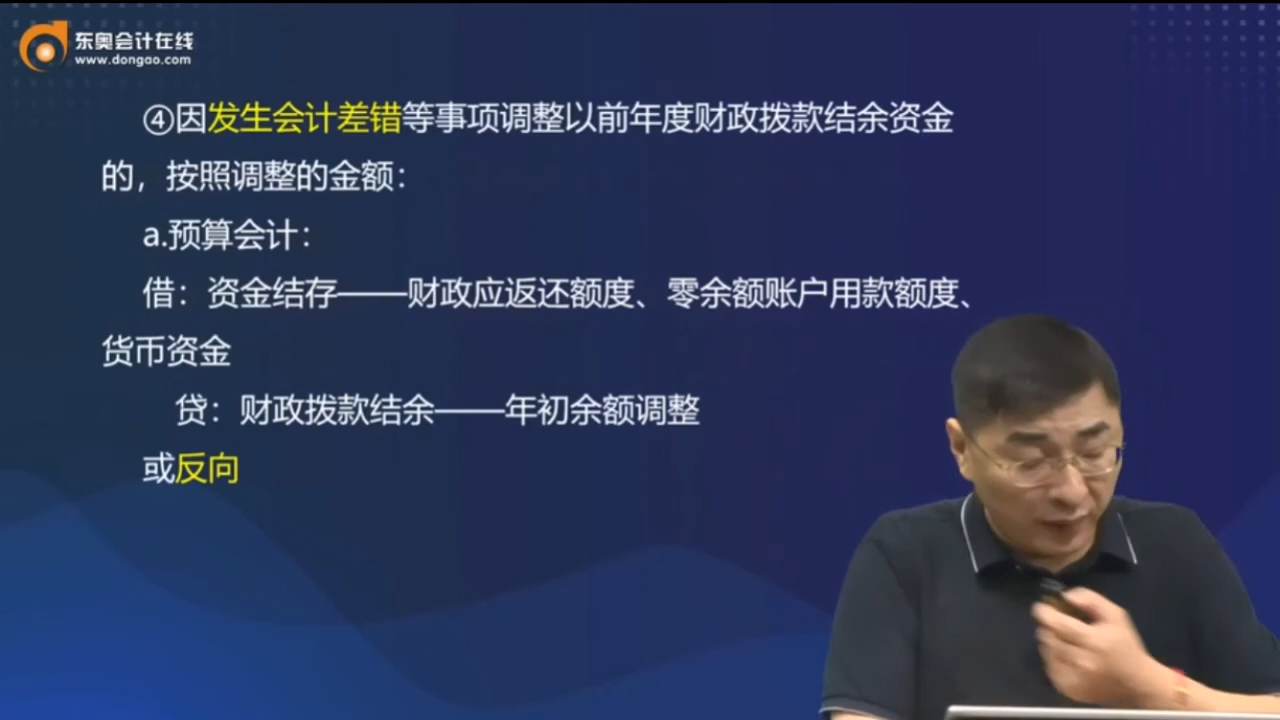 东奥会计在线
www.dongao.com
④因发生会计差错等事项调整以前年度财政拨款结余资金
的，按照调整的金额：
a.预算会计：
借：资金结存——财政应返还额度、零余额账户用款额度、
货币资金
贷：财政拨款结余——年初余额调整
或反向